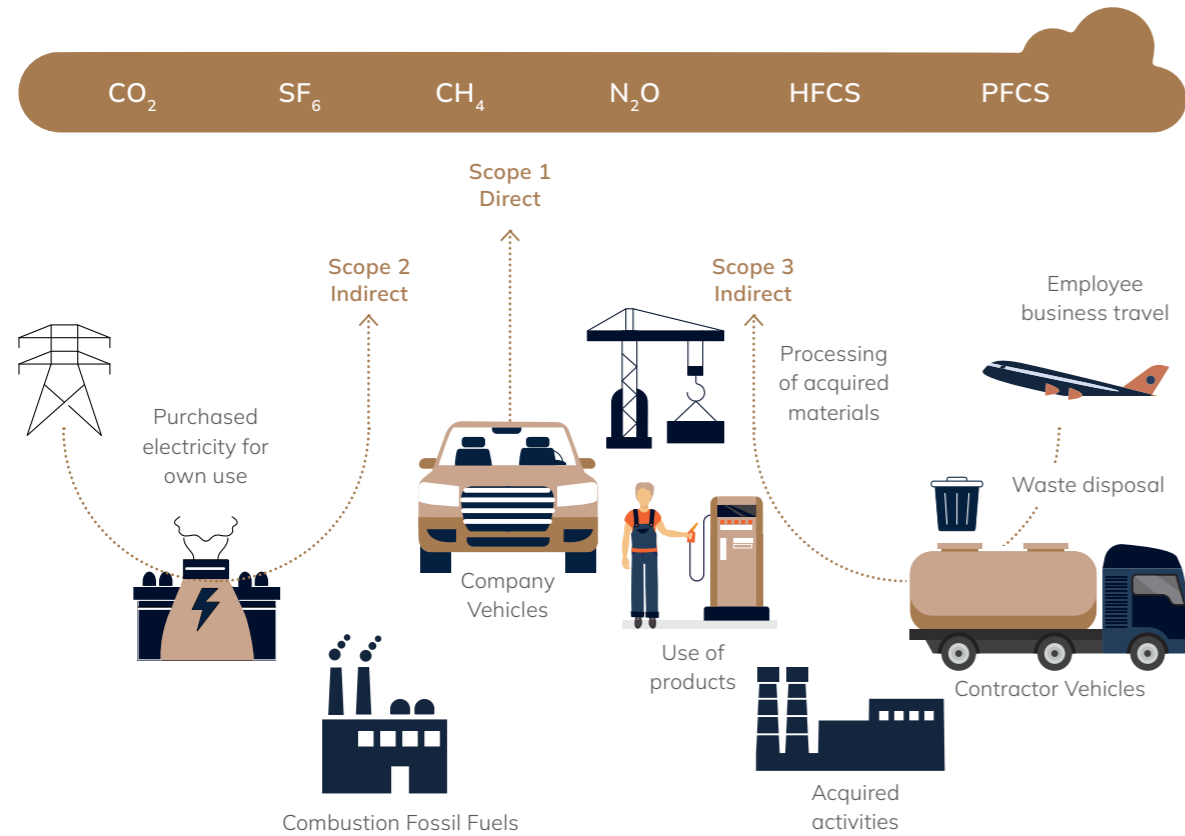 CO₂ SF₆ CH₄ N₂O HFCS PFCS
Scope 1
Direct
Scope 2
Indirect
Scope 3
Indirect
Employee
business travel
Processing
of acquired
materials
Purchased
electricity for
own use
Waste disposal
Company
Vehicles
Use of
products
Contractor Vehicles
Combustion Fossil Fuels
Acquired
activities